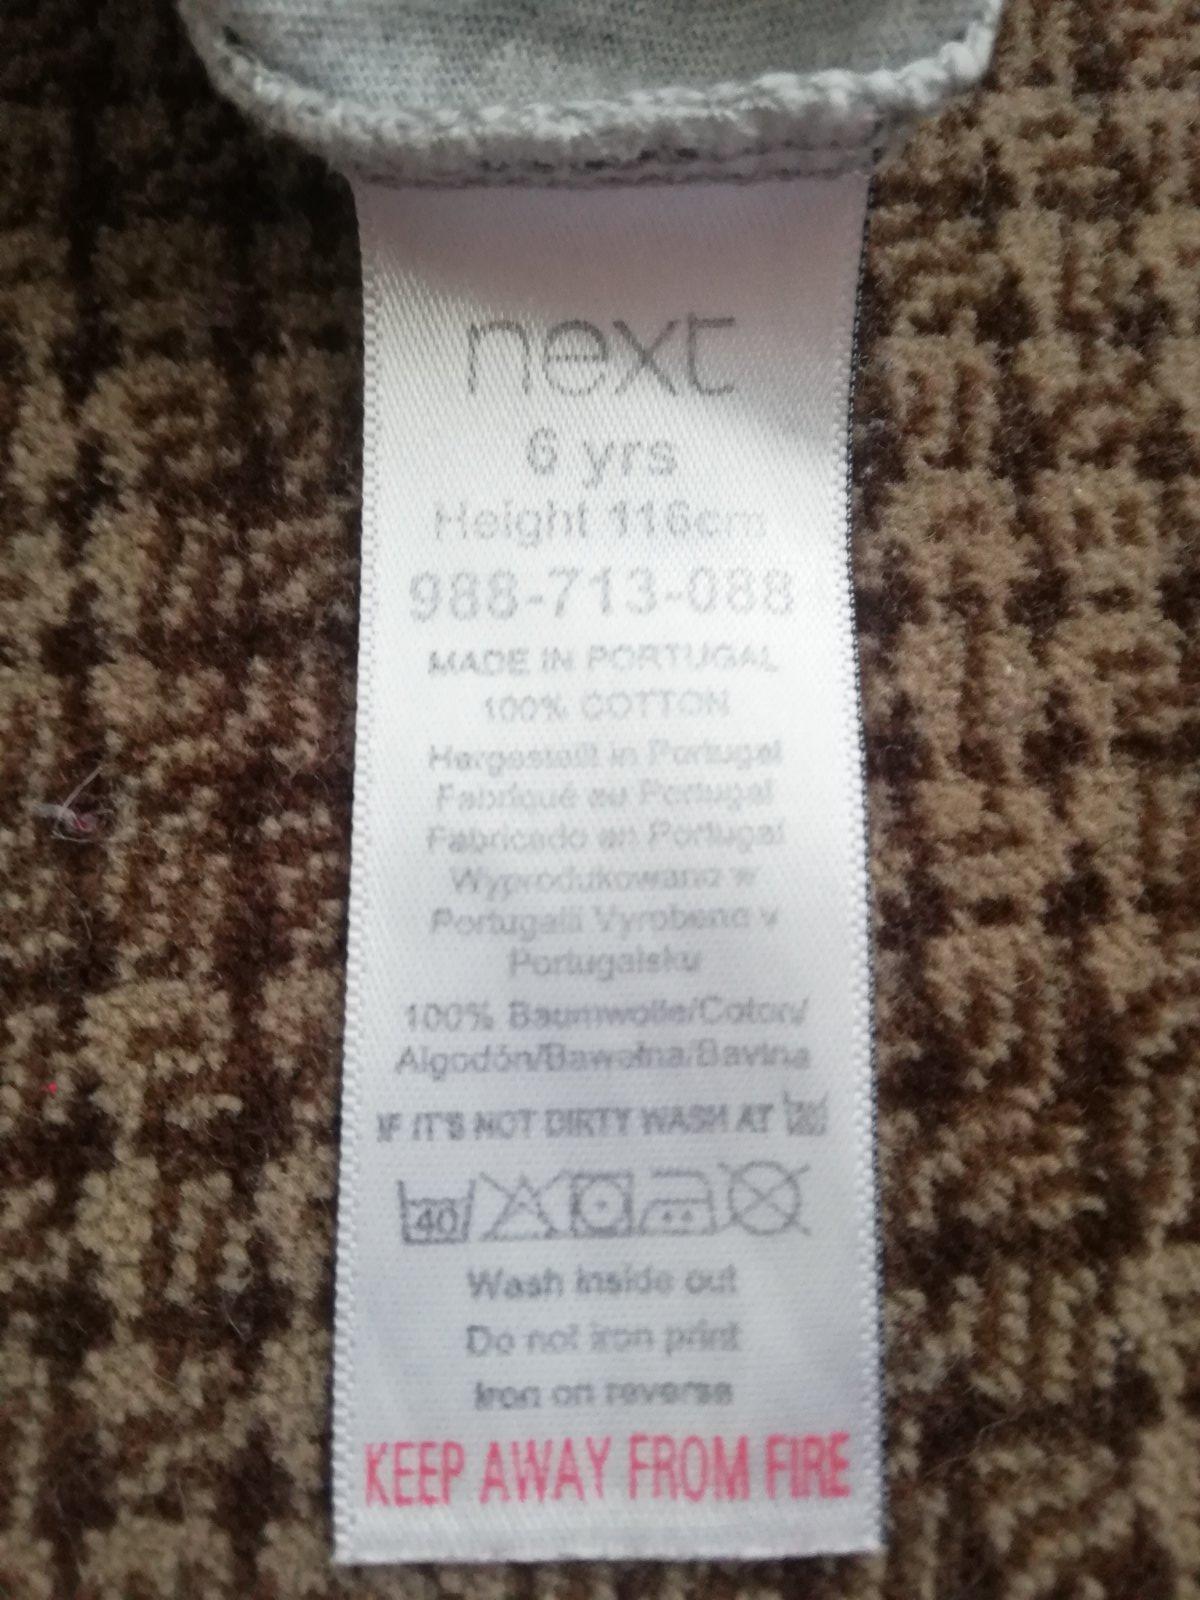 next
6 yrs
Height 116cm
988-713-088
MADE IN PORTUGAL
100% COTTON
Hergestellt in Portugal
Fabriqué au Portugal
Fabricado en Portugal
Wyprodukowano w
Portugalii Vyrobeno v
Portugalsku
100% Baumwolle/Coton/
Algodón/Bawełna/Bavlna
IF IT'S NOT DIRTY WASH AT
40
Wash inside out
Do not iron print
Iron on reverse
KEEP AWAY FROM FIRE